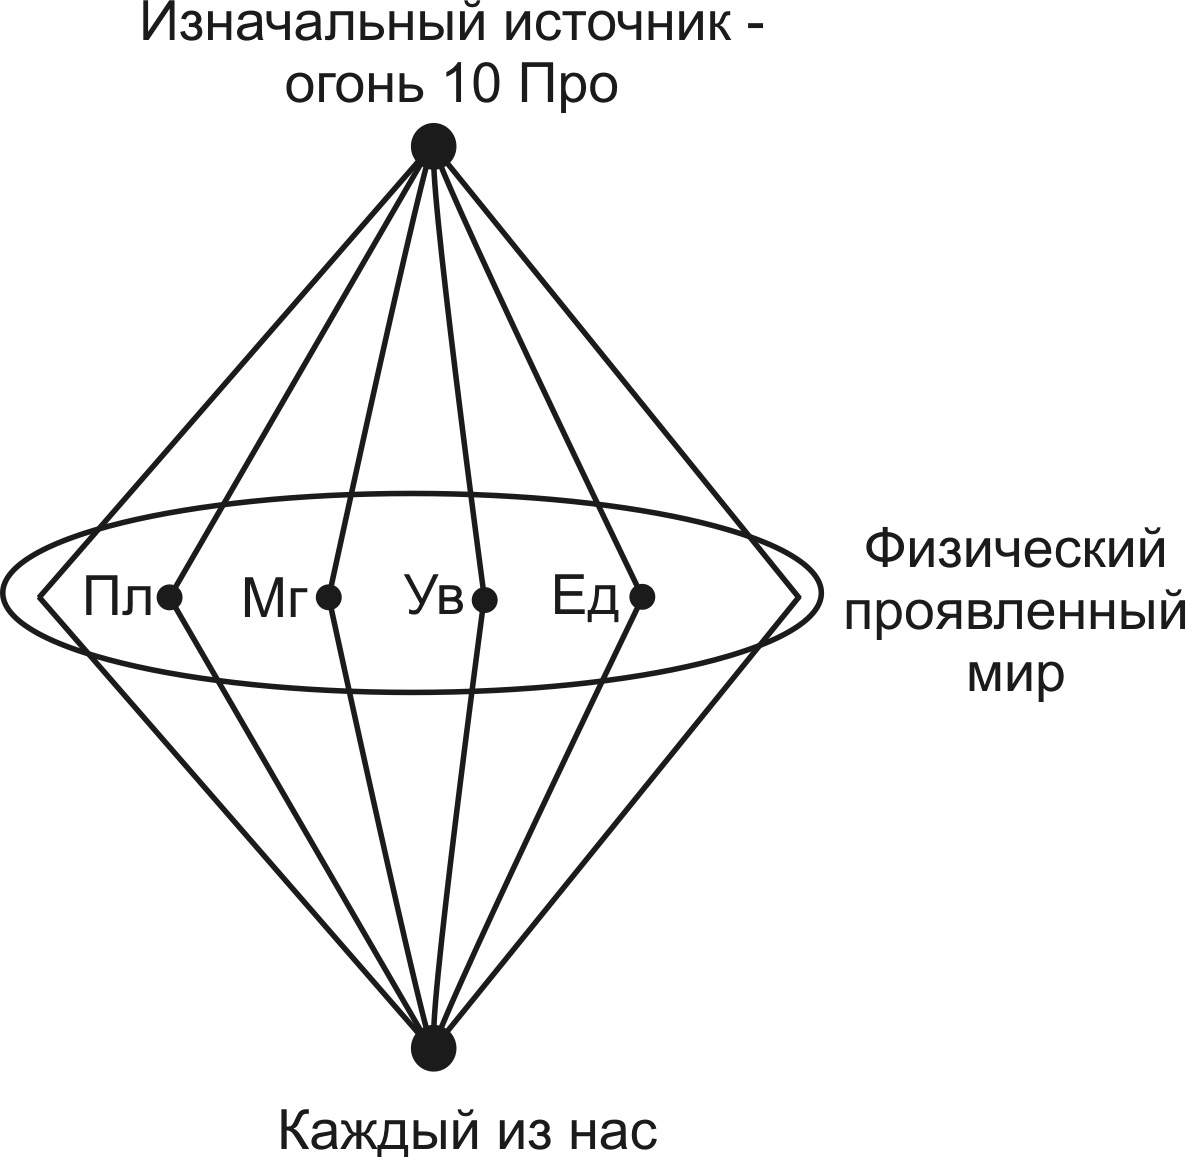 Изначальный источник -
огонь 10 Про
Пл Мг Ув Ед
Физический
проявленный
мир
Каждый из нас